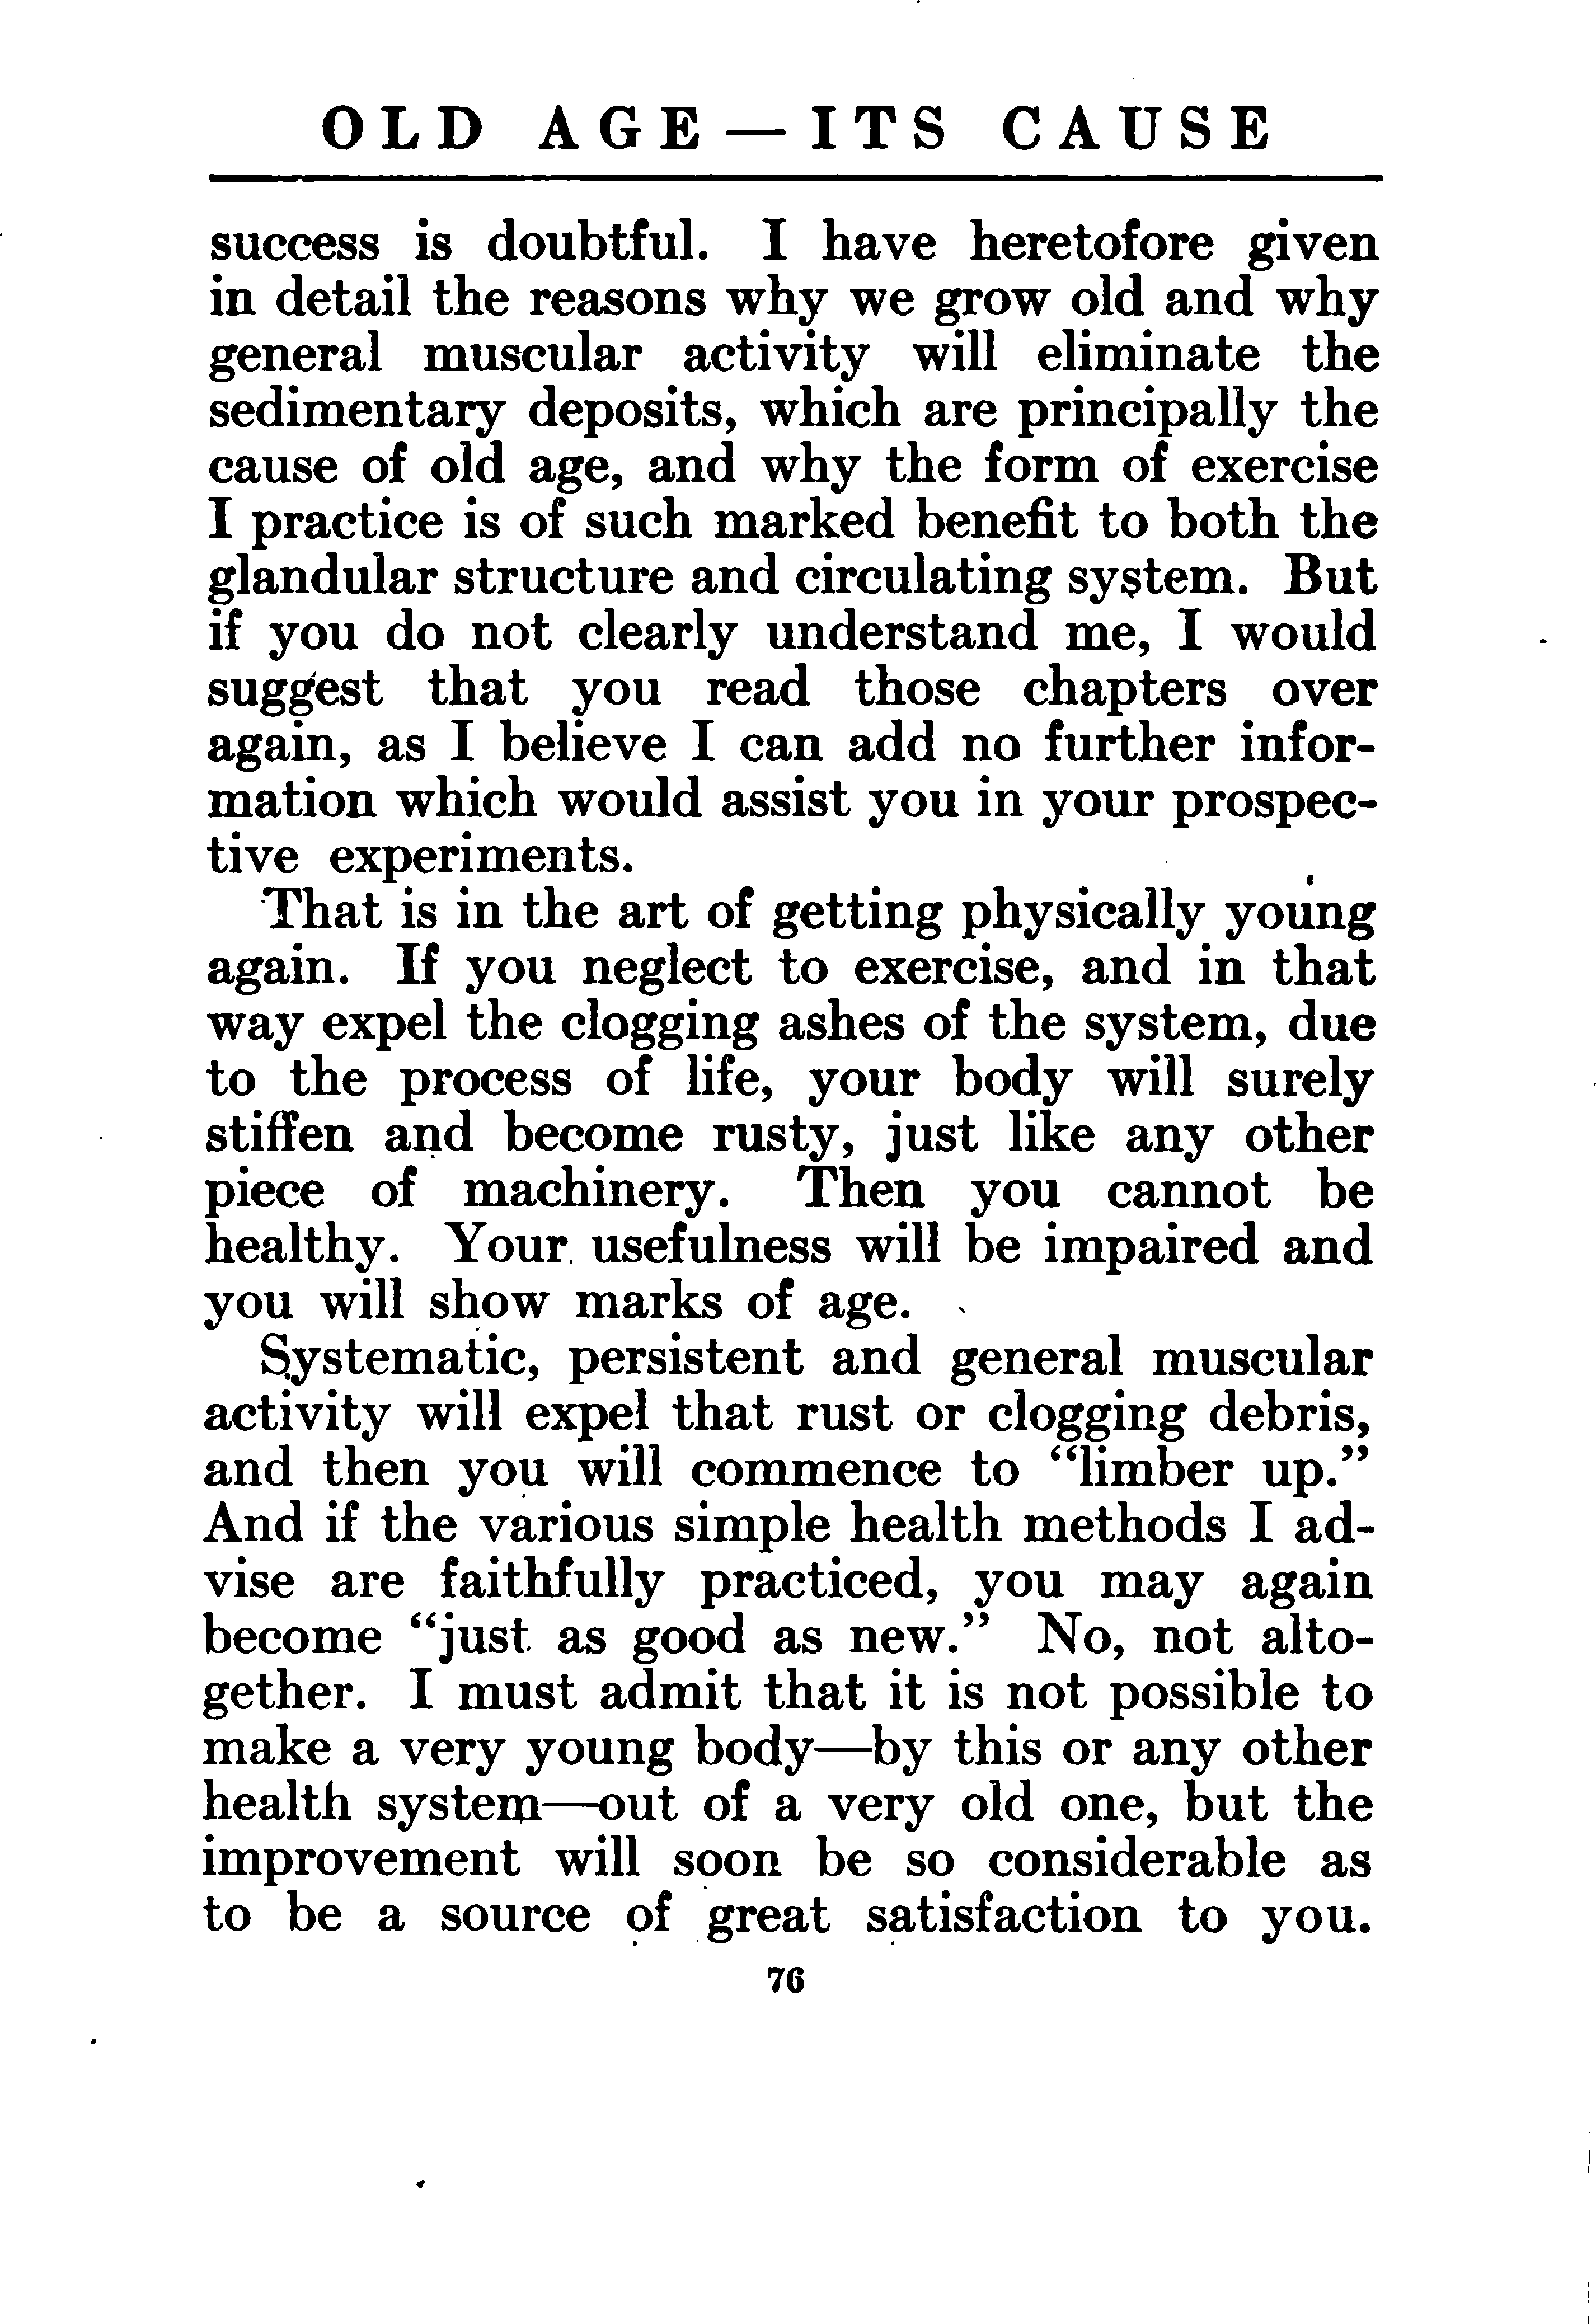 OLD AGE—ITS CAUSE
success is doubtful. I have heretofore given
in detail the reasons why we grow old and why
general muscular activity will eliminate the
sedimentary deposits, which are principally the
cause of old age, and why the form of exercise
I practice is of such marked benefit to both the
glandular structure and circulating system. But
if you do not clearly understand me, I would
suggest that you read those chapters over
again, as I believe I can add no further infor-
mation which would assist you in your prospec-
tive experiments.
That is in the art of getting physically young
again. If you neglect to exercise, and in that
way expel the clogging ashes of the system, due
to the process of life, your body will surely
stiffen and become rusty, just like any other
piece of machinery. Then you cannot be
healthy. Your usefulness will be impaired and
you will show marks of age.
Systematic, persistent and general muscular
activity will expel that rust or clogging debris,
and then you will commence to “limber up.”
And if the various simple health methods I ad-
vise are faithfully practiced, you may again
become “just as good as new.” No, not alto-
gether. I must admit that it is not possible to
make a very young body—by this or any other
health system—out of a very old one, but the
improvement will soon be so considerable as
to be a source of great satisfaction to you.
76